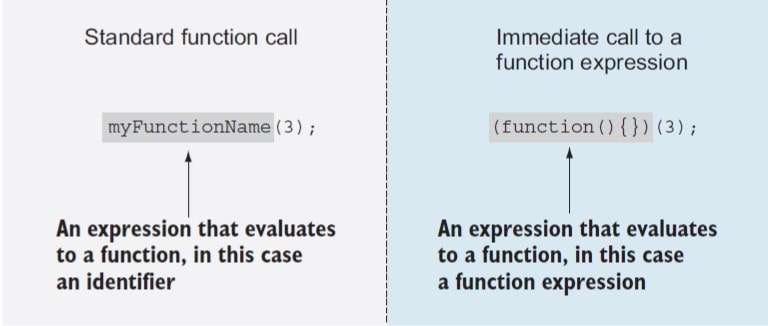 Standard function call
myFunctionName(3);
An expression that evaluates
to a function, in this case
an identifier
Immediate call to a
function expression
(function(){})(3);
An expression that evaluates
to a function, in this case
a function expression